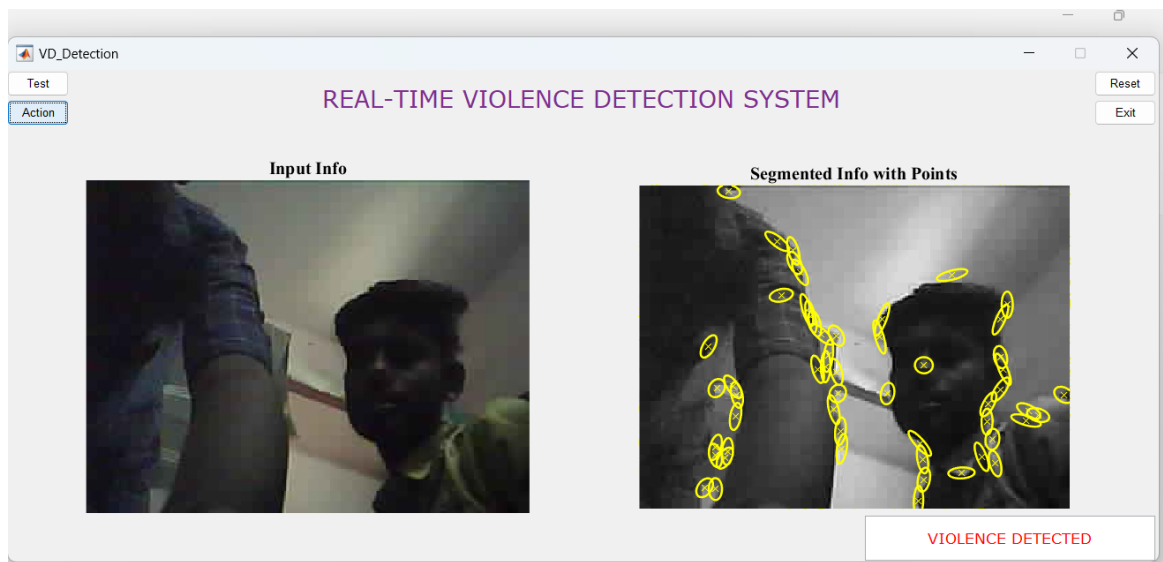 VD_Detection
Test
Reset
REAL-TIME VIOLENCE DETECTION SYSTEM
Action
Exit
Input Info
Segmented Info with Points
VIOLENCE DETECTED